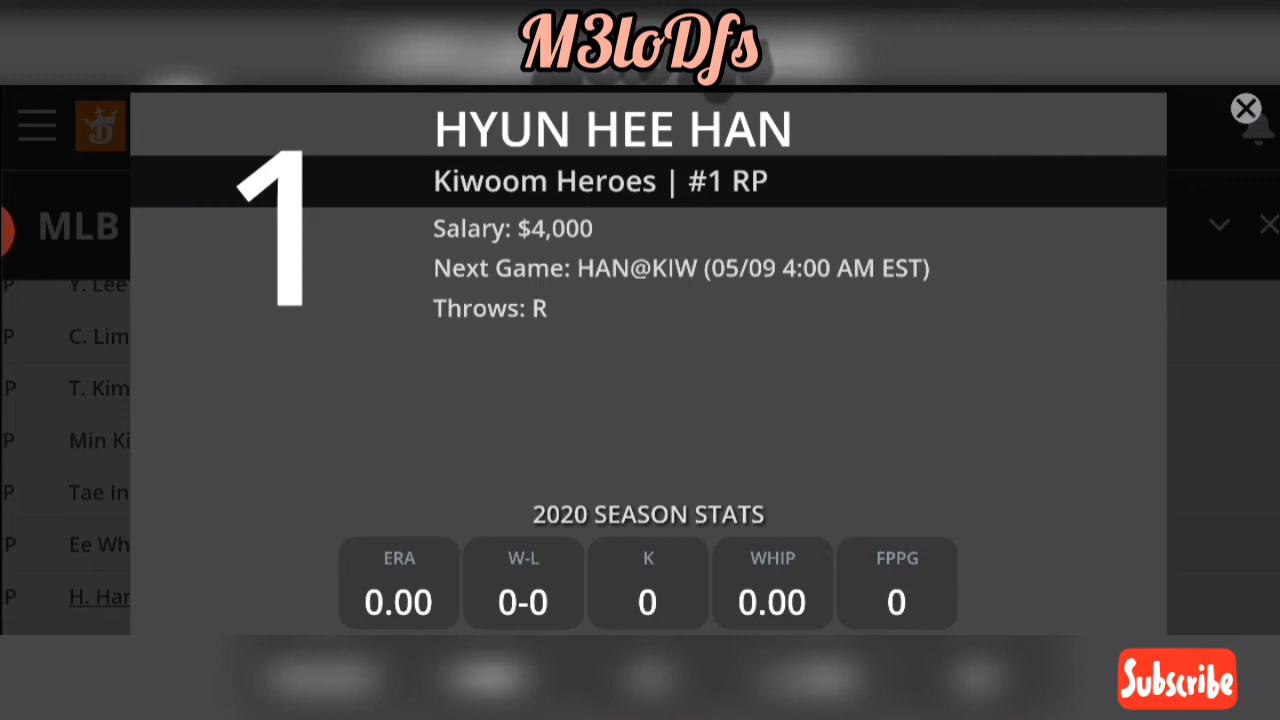 M3loDfs
HYUN HEE HAN
1
Kiwoom Heroes | #1 RP
MLB
Salary: $4,000
Next Game: HAN@KIW (05/09 4:00 AM EST)
Throws: R
P Y. Lee
P C. Lim
P T. Kim
P Min Ki
P Tae In
P Ee Wh
P H. Har
2020 SEASON STATS
ERA W-L K WHIP FPPG
0.00 0-0 0 0.00 0
Subscribe